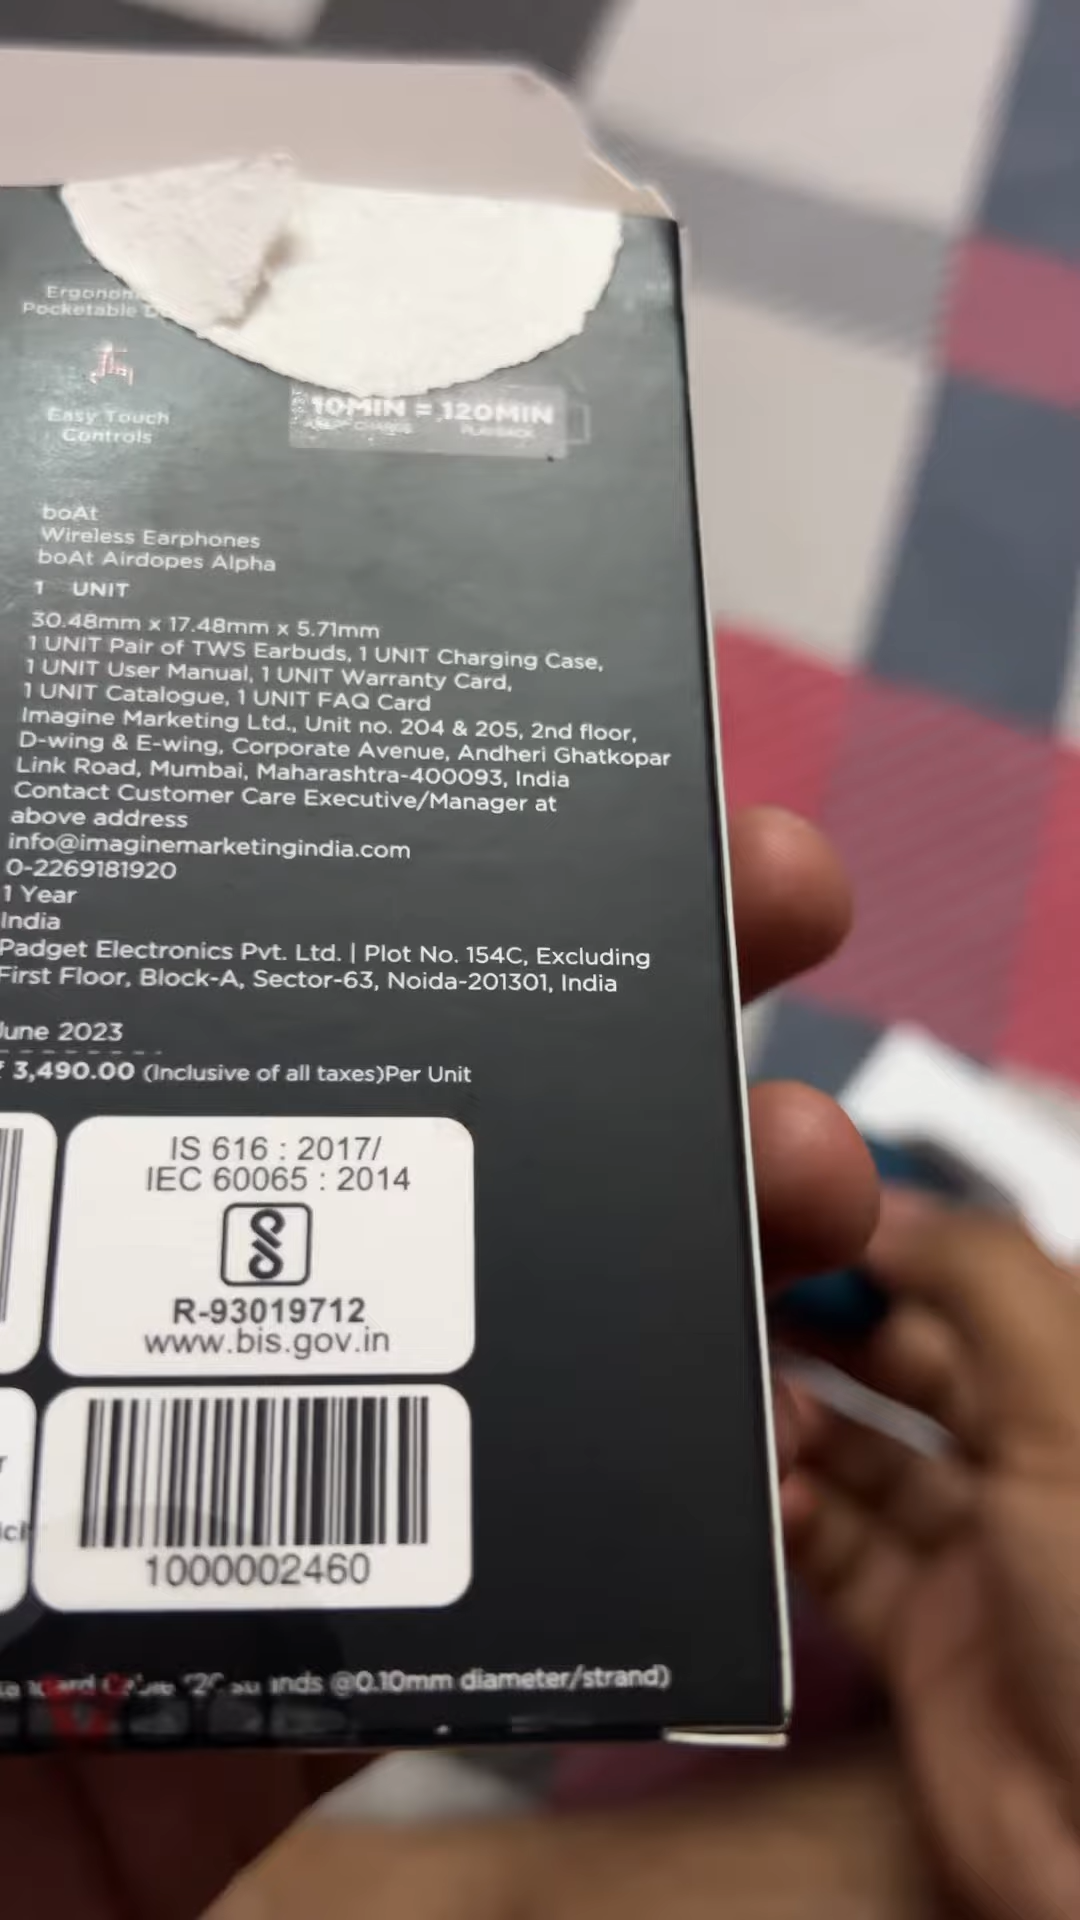 Ergonom
Pocketable D
Easy Touch
Controls
10MIN = 120MIN
PLAYBACK
boAt
Wireless Earphones
boAt Airdopes Alpha
1 UNIT
30.48mm x 17.48mm x 5.71mm
1 UNIT Pair of TWS Earbuds, 1 UNIT Charging Case,
1 UNIT User Manual, 1 UNIT Warranty Card,
1 UNIT Catalogue, 1 UNIT FAQ Card
Imagine Marketing Ltd., Unit no. 204 & 205, 2nd floor,
D-wing & E-wing, Corporate Avenue, Andheri Ghatkopar
Link Road, Mumbai, Maharashtra-400093, India
Contact Customer Care Executive/Manager at
above address
info@imaginemarketingindia.com
0-2269181920
1 Year
India
Padget Electronics Pvt. Ltd. | Plot No. 154C, Excluding
First Floor, Block-A, Sector-63, Noida-201301, India
June 2023
₹ 3,490.00 (Inclusive of all taxes)Per Unit
IS 616 : 2017/
IEC 60065 : 2014
R-93019712
www.bis.gov.in
1000002460
@0.10mm diameter/strand)